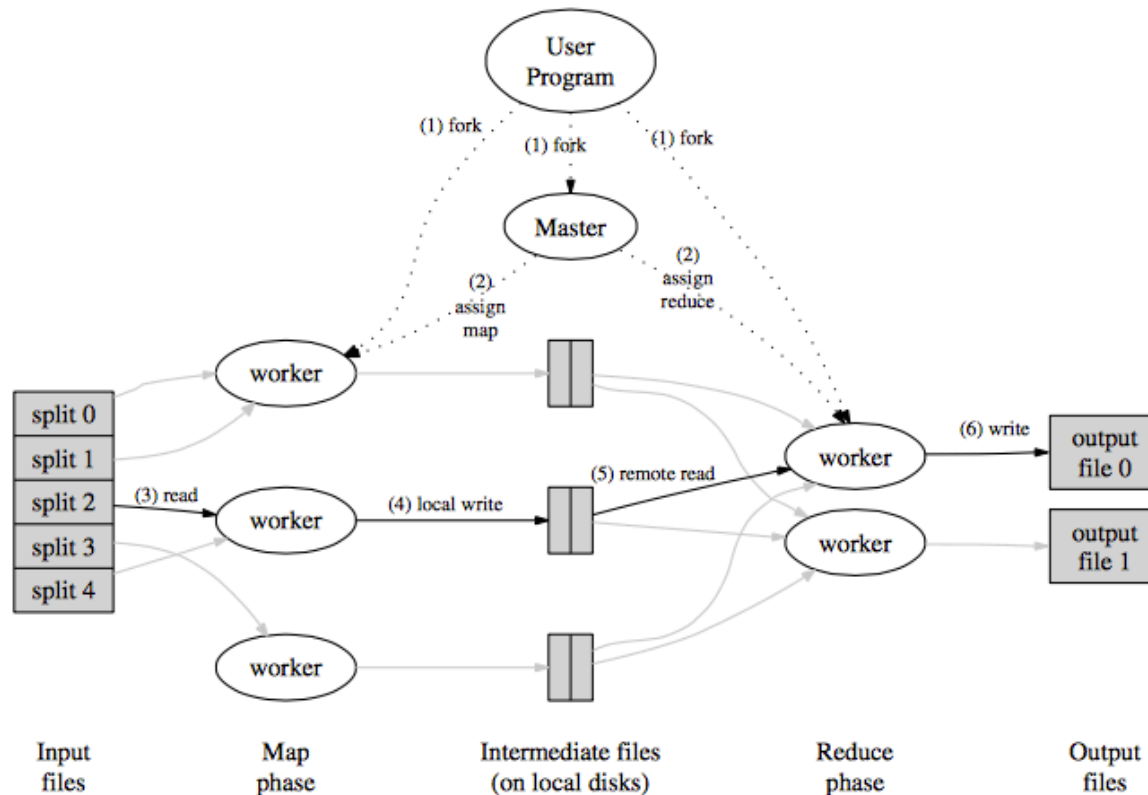 User
Program
(1) fork
(1) fork
(1) fork
Master
(2)
assign
map
(2)
assign
reduce
worker
split 0
split 1
split 2
split 3
split 4
(3) read
worker
(4) local write
worker
(5) remote read
worker
(6) write
worker
output
file 0
output
file 1
Input
files
Map
phase
Intermediate files
(on local disks)
Reduce
phase
Output
files